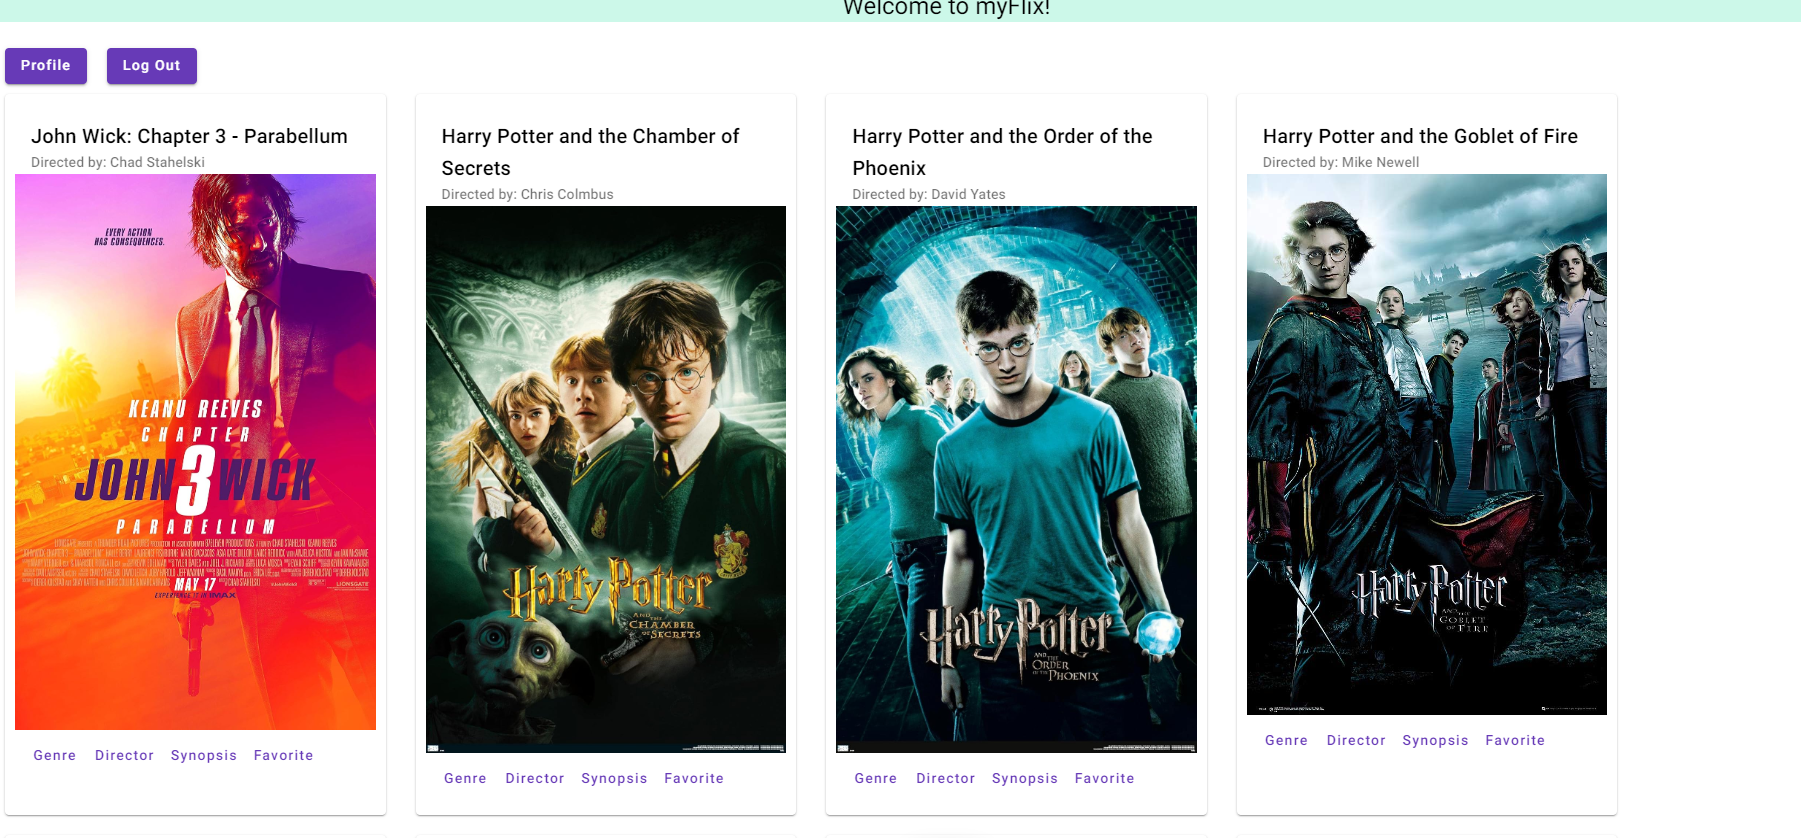 Welcome to myFlix!
Profile Log Out
John Wick: Chapter 3 - Parabellum
Directed by: Chad Stahelski
EVERY ACTION
HAS CONSEQUENCES.
KEANU REEVES
CHAPTER
JOHN 3 WICK
PARABELLUM
MAY 17
EXPERIENCE IT IN IMAX
LIONSGATE
Genre Director Synopsis Favorite
Harry Potter and the Chamber of
Secrets
Directed by: Chris Colmbus
Harry Potter
AND THE
CHAMBER
OF SECRETS
Genre Director Synopsis Favorite
Harry Potter and the Order of the
Phoenix
Directed by: David Yates
Harry Potter
AND THE
ORDER
OF THE PHOENIX
Genre Director Synopsis Favorite
Harry Potter and the Goblet of Fire
Directed by: Mike Newell
Harry Potter
AND THE
GOBLET
OF FIRE
Genre Director Synopsis Favorite